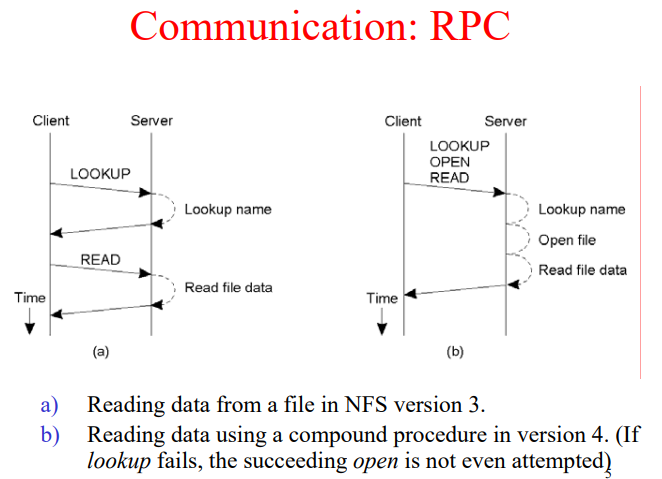 Communication: RPC
Client
Server
LOOKUP
Lookup name
READ
Read file data
Time
(a)
Client
Server
LOOKUP
OPEN
READ
Lookup name
Open file
Read file data
Time
(b)
a) Reading data from a file in NFS version 3.
b) Reading data using a compound procedure in version 4. (If
lookup fails, the succeeding open is not even attempted)
5